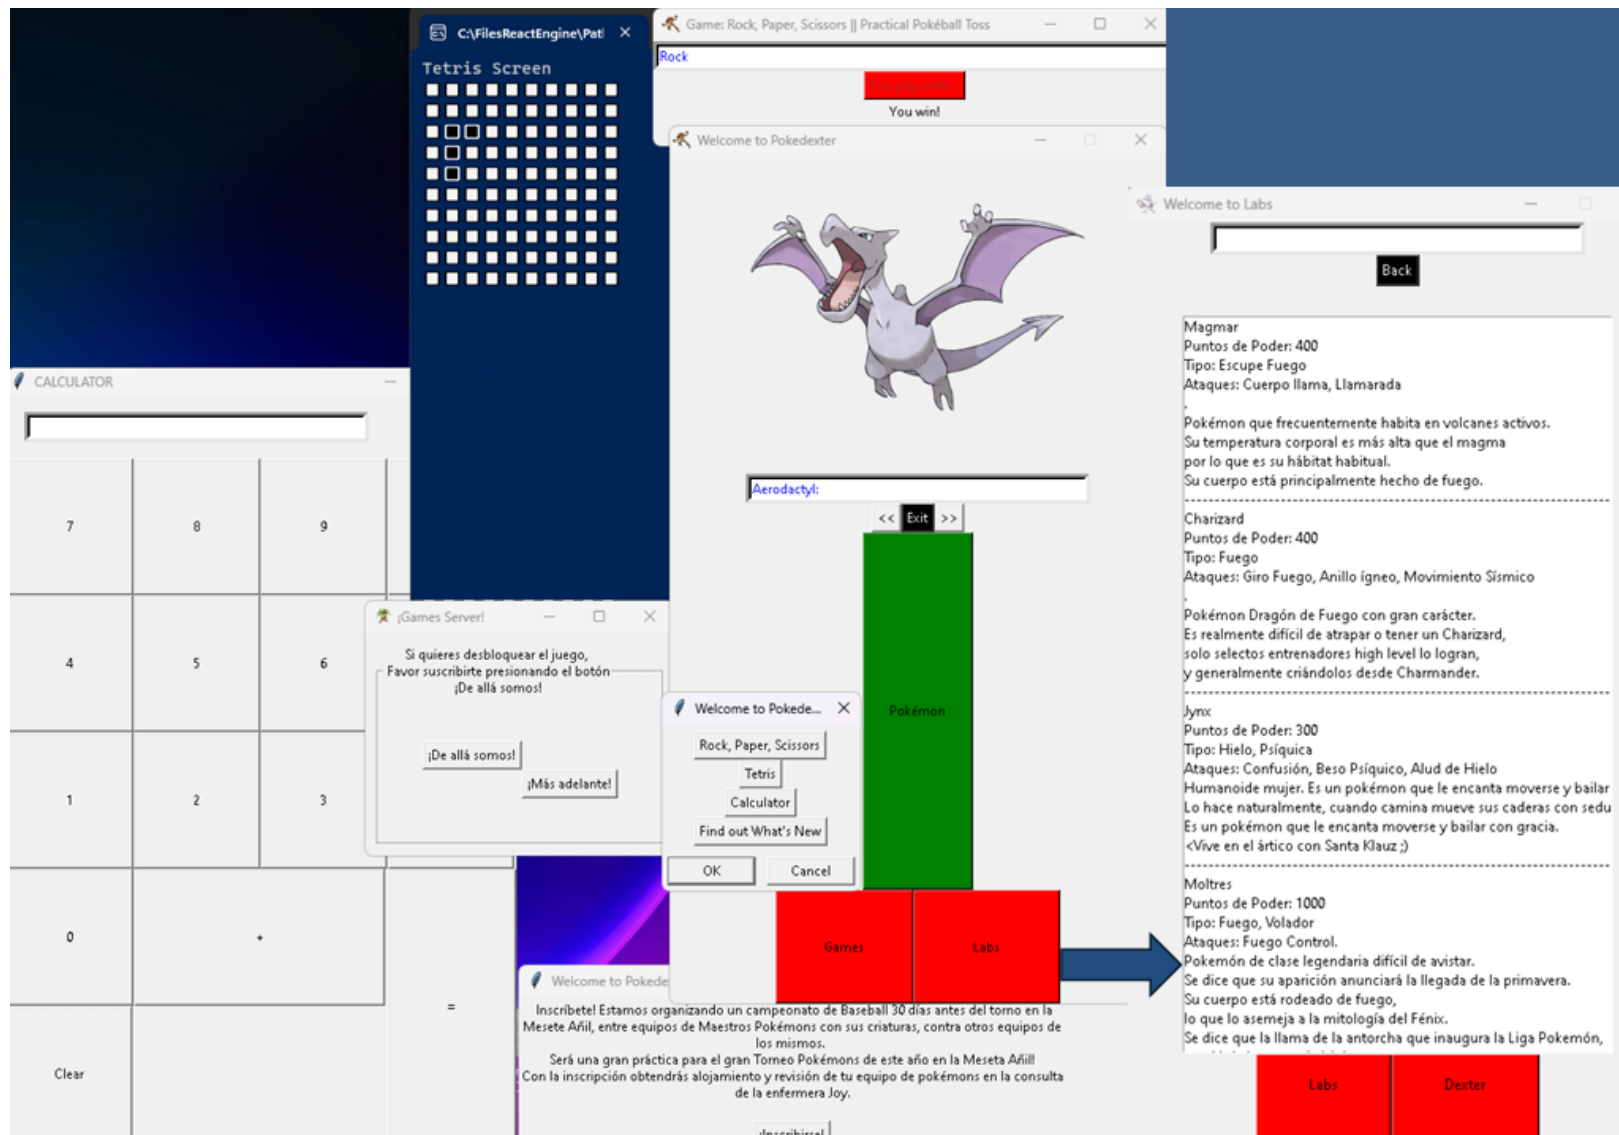 C:\FilesReactEngine\Pat
Tetris Screen
Game: Rock, Paper, Scissors || Practical Pokéball Toss
Rock
You win!
Welcome to Pokedexter
Aerodactyl:
<< Exit >>
Pokémon
Games
Labs
Welcome to Labs
Back
Magmar
Puntos de Poder: 400
Tipo: Escupe Fuego
Ataques: Cuerpo llama, Llamarada
.
Pokémon que frecuentemente habita en volcanes activos.
Su temperatura corporal es más alta que el magma
por lo que es su hábitat habitual.
Su cuerpo está principalmente hecho de fuego.
Charizard
Puntos de Poder: 400
Tipo: Fuego
Ataques: Giro Fuego, Anillo ígneo, Movimiento Sísmico
.
Pokémon Dragón de Fuego con gran carácter.
Es realmente difícil de atrapar o tener un Charizard,
solo selectos entrenadores high level lo logran,
y generalmente criándolos desde Charmander.
Jynx
Puntos de Poder: 300
Tipo: Hielo, Psíquica
Ataques: Confusión, Beso Psíquico, Alud de Hielo
Humanoide mujer. Es un pokémon que le encanta moverse y bailar
Lo hace naturalmente, cuando camina mueve sus caderas con sedu
Es un pokémon que le encanta moverse y bailar con gracia.
<Vive en el ártico con Santa Klauz ;)
Moltres
Puntos de Poder: 1000
Tipo: Fuego, Volador
Ataques: Fuego Control.
Pokemón de clase legendaria difícil de avistar.
Se dice que su aparición anunciará la llegada de la primavera.
Su cuerpo está rodeado de fuego,
lo que lo asemeja a la mitología del Fénix.
Se dice que la llama de la antorcha que inaugura la Liga Pokemón,
Labs
Dexter
CALCULATOR
7 8 9
4 5 6
1 2 3
0 +
=
Clear
¡Games Server!
Si quieres desbloquear el juego,
Favor suscribirte presionando el botón
¡De allá somos!
¡De allá somos!
¡Más adelante!
Welcome to Pokede...
Rock, Paper, Scissors
Tetris
Calculator
Find out What's New
OK
Cancel
Welcome to Pokede
Inscríbete! Estamos organizando un campeonato de Baseball 30 días antes del torno en la
Mesete Añil, entre equipos de Maestros Pokémons con sus criaturas, contra otros equipos de
los mismos.
Será una gran práctica para el gran Torneo Pokémons de este año en la Meseta Añil!
Con la inscripción obtendrás alojamiento y revisión de tu equipo de pokémons en la consulta
de la enfermera Joy.
¡Inscribirse!